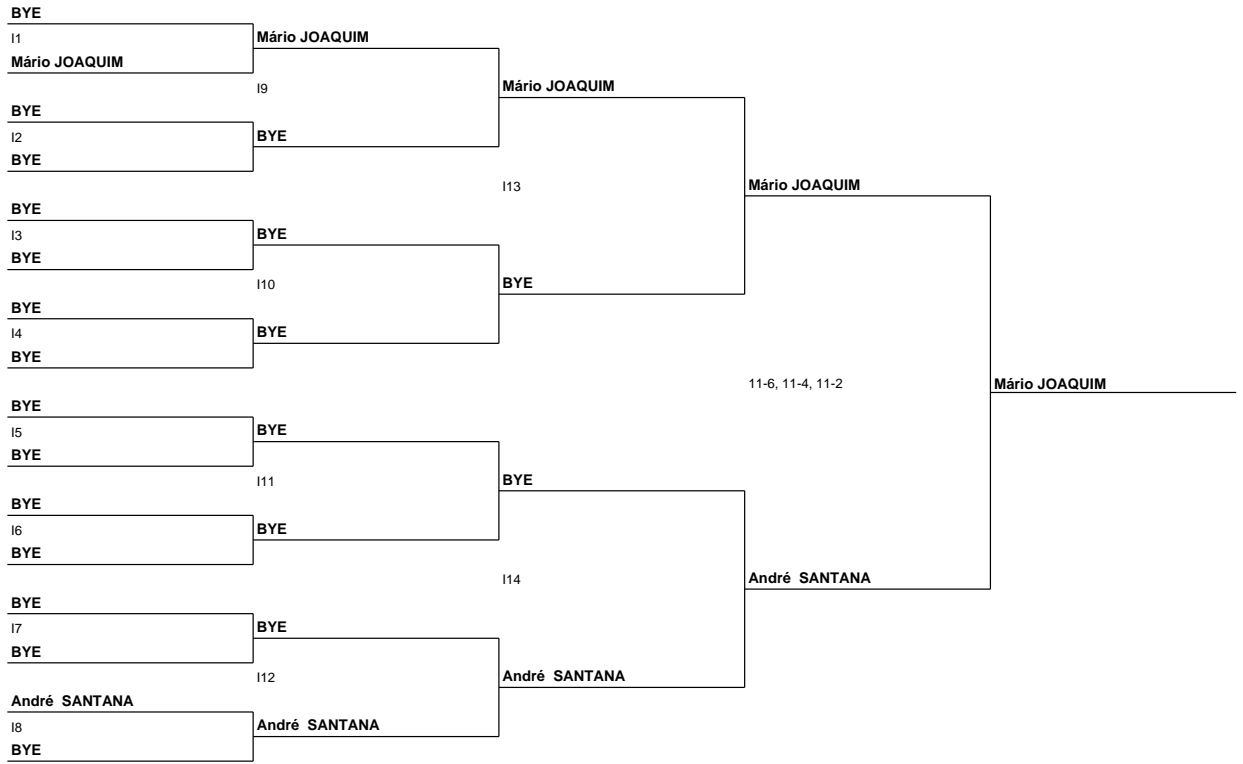 BYE
I1
Mário JOAQUIM
BYE
I2
BYE
BYE
I3
BYE
BYE
I4
BYE
BYE
I5
BYE
BYE
I6
BYE
BYE
I7
BYE
André SANTANA
I8
BYE
Mário JOAQUIM
I9
BYE
BYE
I10
BYE
BYE
I11
BYE
BYE
I12
André SANTANA
Mário JOAQUIM
I13
BYE
BYE
I14
André SANTANA
Mário JOAQUIM
11-6, 11-4, 11-2
André SANTANA
Mário JOAQUIM